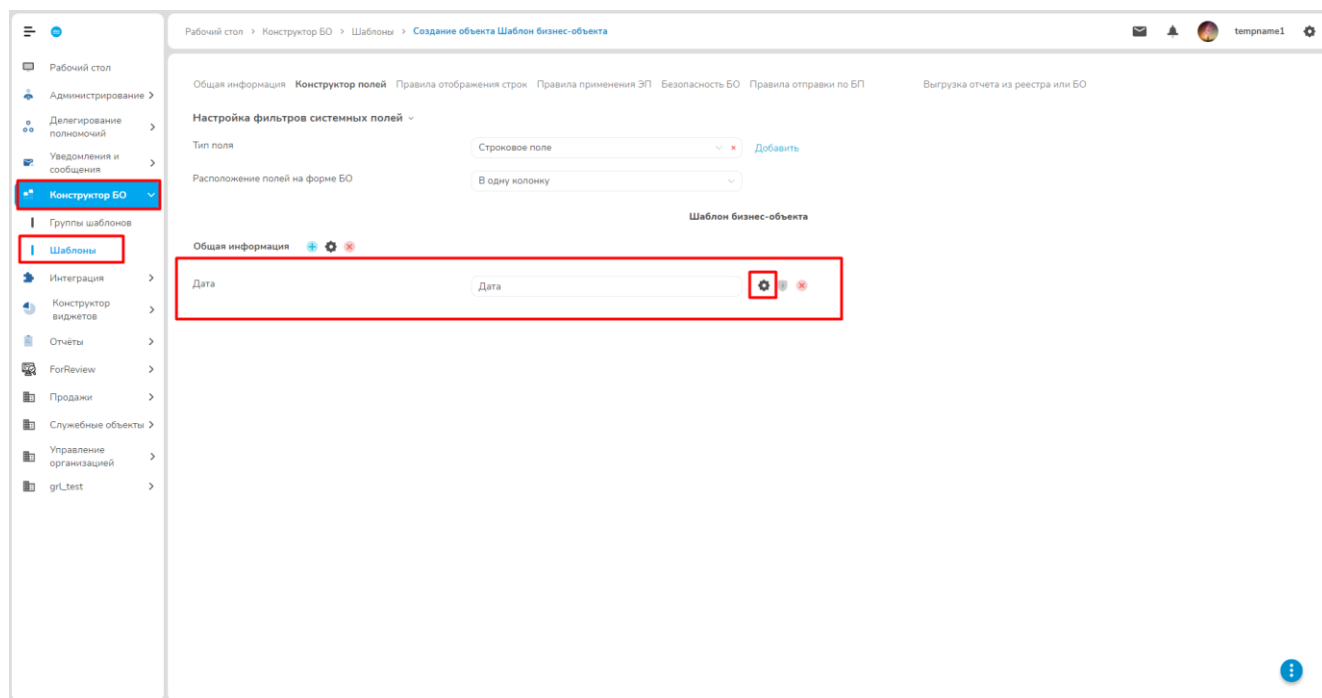 Рабочий стол > Конструктор БО > Шаблоны > Создание объекта Шаблон бизнес-объекта
tempname1
Рабочий стол
Администрирование
Делегирование
полномочий
Уведомления и
сообщения
Конструктор БО
Группы шаблонов
Шаблоны
Интеграция
Конструктор
виджетов
Отчёты
ForReview
Продажи
Служебные объекты
Управление
организацией
grl_test
Общая информация Конструктор полей Правила отображения строк Правила применения ЭП Безопасность БО Правила отправки по БП Выгрузка отчета из реестра или БО
Настройка фильтров системных полей
Тип поля Строковое поле Добавить
Расположение полей на форме БО В одну колонку
Шаблон бизнес-объекта
Общая информация
Дата Дата